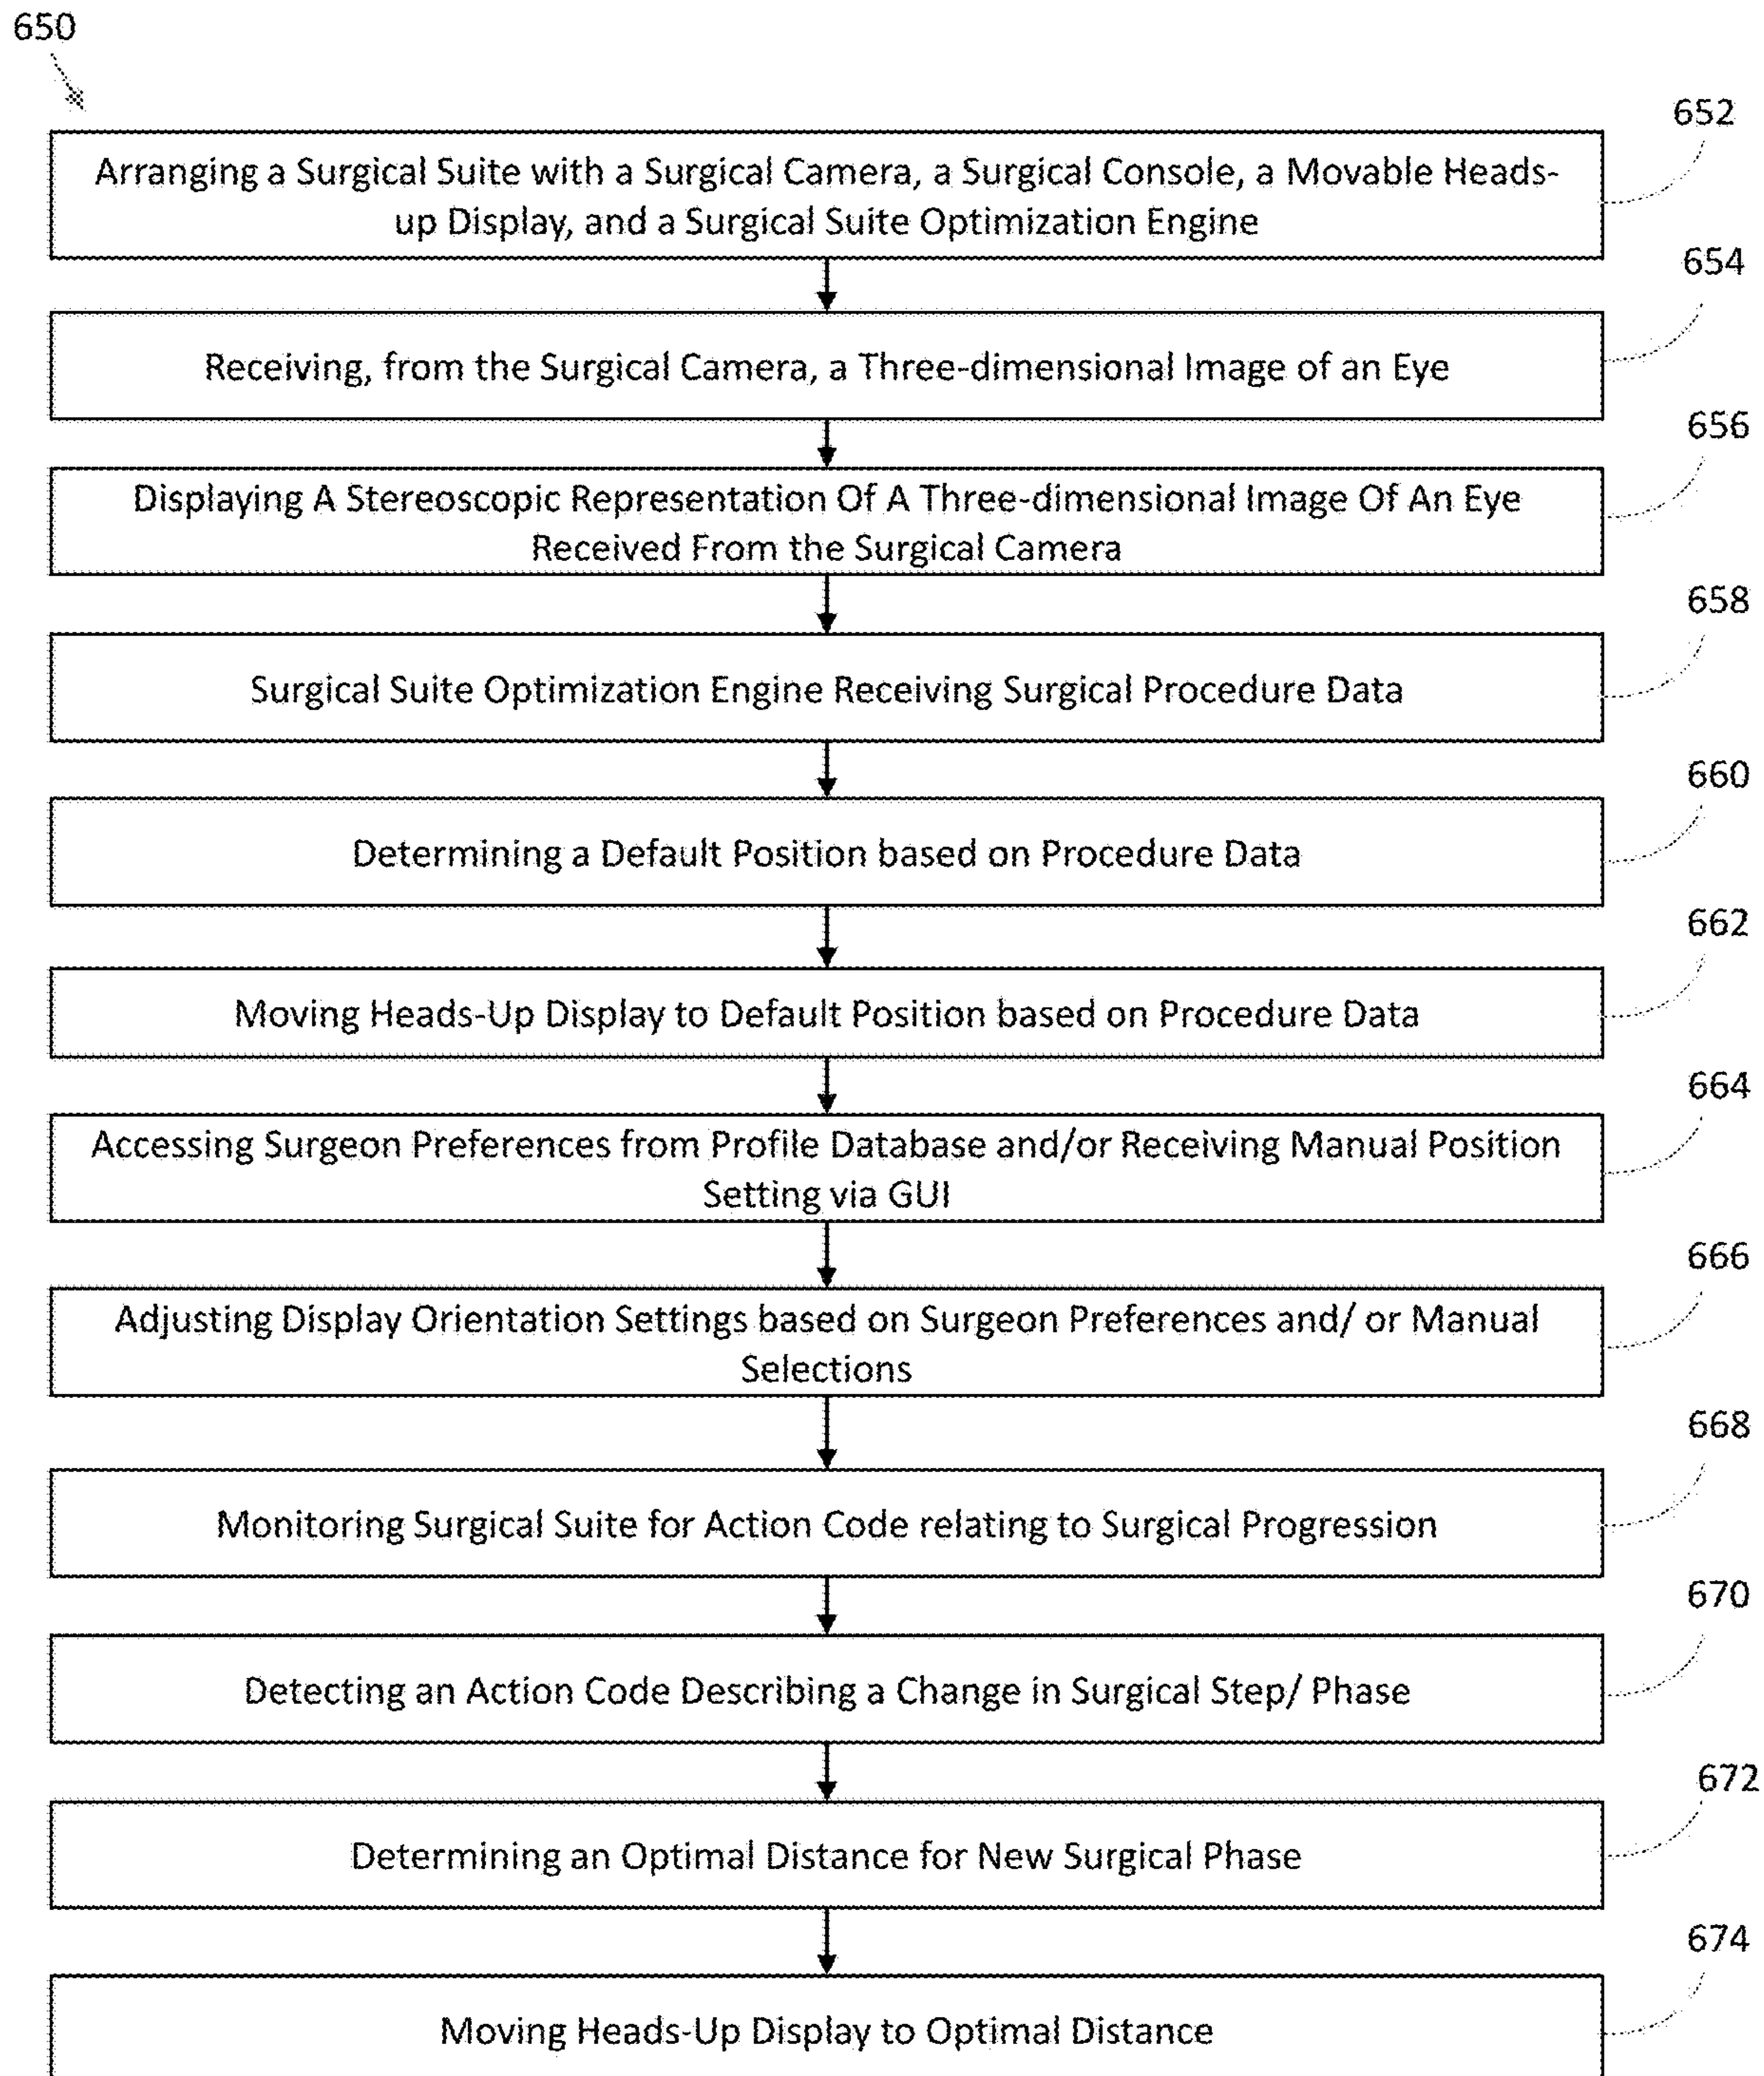 650
652
Arranging a Surgical Suite with a Surgical Camera, a Surgical Console, a Movable Heads-
up Display, and a Surgical Suite Optimization Engine
654
Receiving, from the Surgical Camera, a Three-dimensional Image of an Eye
656
Displaying A Stereoscopic Representation Of A Three-dimensional Image Of An Eye
Received From the Surgical Camera
658
Surgical Suite Optimization Engine Receiving Surgical Procedure Data
660
Determining a Default Position based on Procedure Data
662
Moving Heads-Up Display to Default Position based on Procedure Data
664
Accessing Surgeon Preferences from Profile Database and/or Receiving Manual Position
Setting via GUI
666
Adjusting Display Orientation Settings based on Surgeon Preferences and/ or Manual
Selections
668
Monitoring Surgical Suite for Action Code relating to Surgical Progression
670
Detecting an Action Code Describing a Change in Surgical Step/ Phase
672
Determining an Optimal Distance for New Surgical Phase
674
Moving Heads-Up Display to Optimal Distance